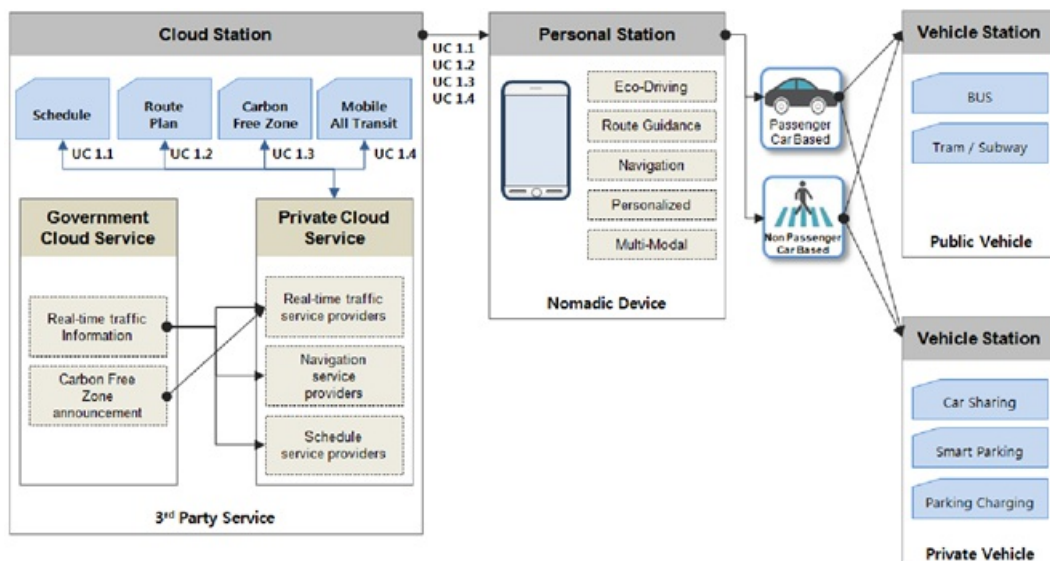 Cloud Station
Schedule
Route
Plan
Carbon
Free Zone
Mobile
All Transit
UC 1.1
UC 1.2
UC 1.3
UC 1.4
Government
Cloud Service
Real-time traffic
Information
Carbon Free
Zone
announcement
Private Cloud
Service
Real-time traffic
service providers
Navigation
service
providers
Schedule
service providers
3rd Party Service
UC 1.1
UC 1.2
UC 1.3
UC 1.4
Personal Station
Eco-Driving
Route Guidance
Navigation
Personalized
Multi-Modal
Nomadic Device
Passenger
Car Based
Non Passenger
Car Based
Vehicle Station
BUS
Tram / Subway
Public Vehicle
Vehicle Station
Car Sharing
Smart Parking
Parking Charging
Private Vehicle